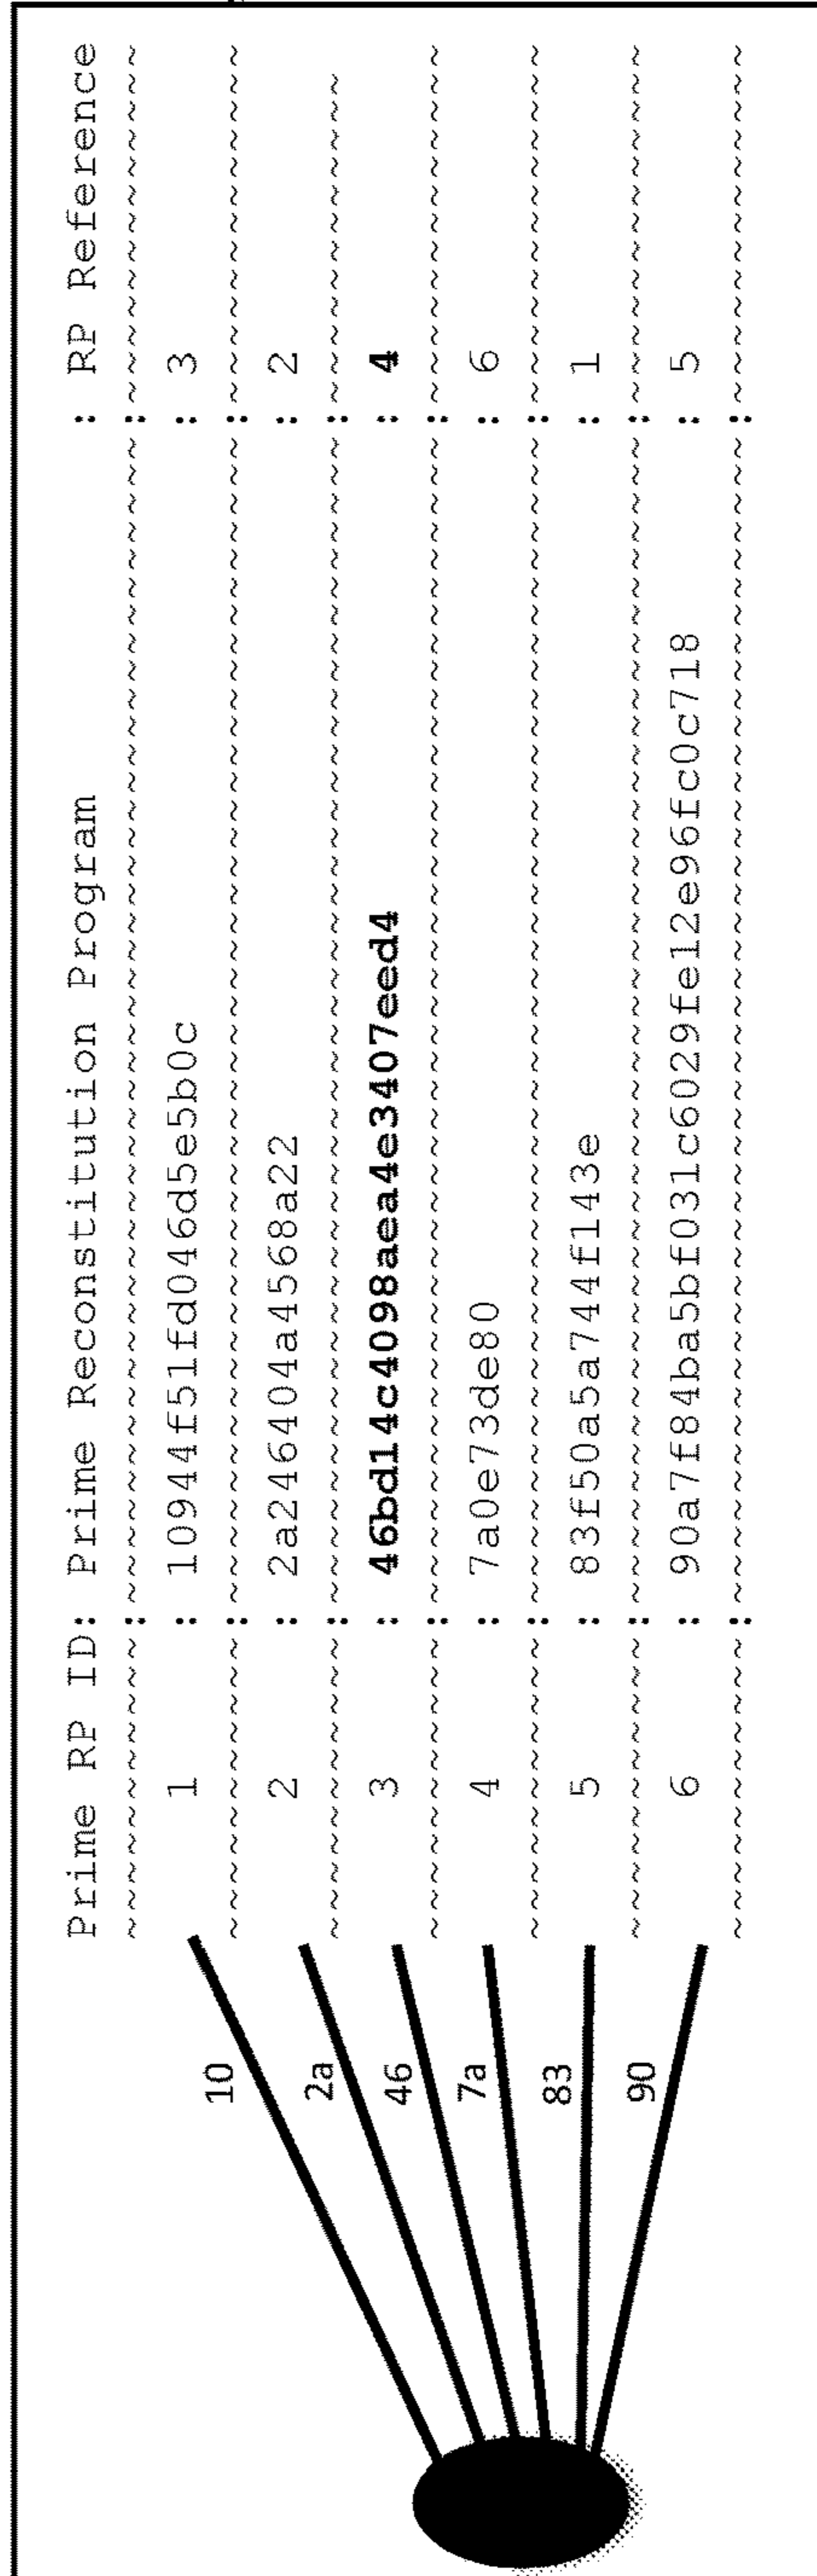 Prime RP ID: Prime Reconstitution Program : RP Reference
~~~~~~~~~~~:~~~~~~~~~~~~~~~~~~~~~~~~~~~~~~~~~~~~~~~~~~:~~~~~~~~~~~~~
10 1 : 10944f51fd046d5e5b0c : 3
~~~~~~~~~~~:~~~~~~~~~~~~~~~~~~~~~~~~~~~~~~~~~~~~~~~~~~:~~~~~~~~~~~~~
2a 2 : 2a246404a4568a22 : 2
~~~~~~~~~~~:~~~~~~~~~~~~~~~~~~~~~~~~~~~~~~~~~~~~~~~~~~:~~~~~~~~~~~~
46 3 : 46bd14c4098aea4e3407eed4 : 4
~~~~~~~~~~~:~~~~~~~~~~~~~~~~~~~~~~~~~~~~~~~~~~~~~~~~~~:~~~~~~~~~~~~~
7a 4 : 7a0e73de80 : 6
~~~~~~~~~~~:~~~~~~~~~~~~~~~~~~~~~~~~~~~~~~~~~~~~~~~~~~:~~~~~~~~~~~~~
83 5 : 83f50a5a744f143e : 1
~~~~~~~~~~~:~~~~~~~~~~~~~~~~~~~~~~~~~~~~~~~~~~~~~~~~~~:~~~~~~~~~~~~~
90 6 : 90a7f84ba5bf031c6029fe12e96fc0c718 : 5
~~~~~~~~~~~:~~~~~~~~~~~~~~~~~~~~~~~~~~~~~~~~~~~~~~~~~~:~~~~~~~~~~~~~